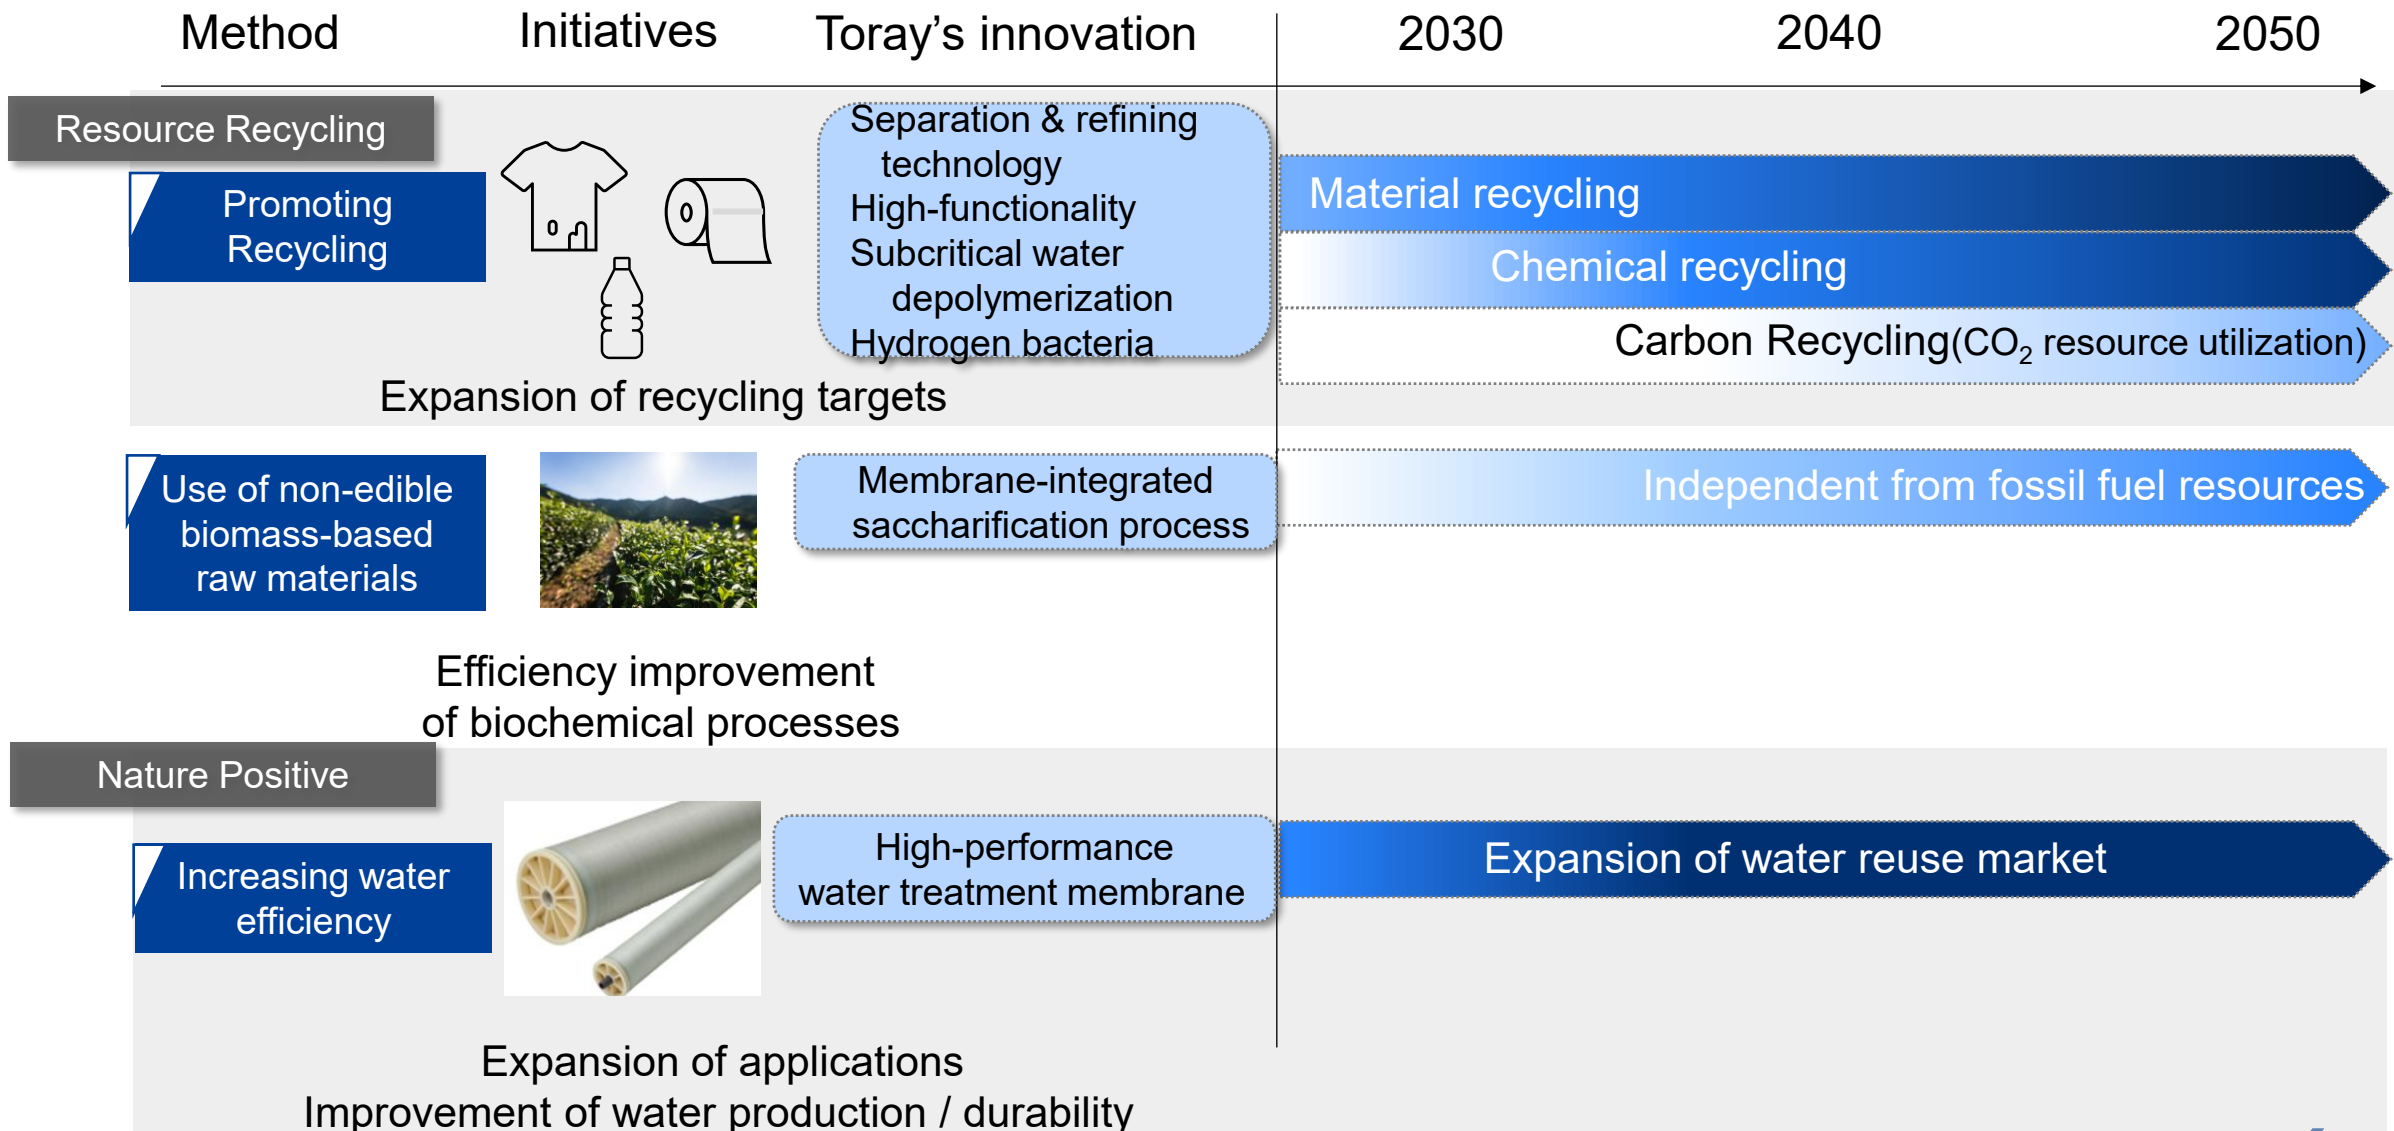 Method Initiatives Toray’s innovation 2030 2040 2050
Resource Recycling
Promoting
Recycling
Separation & refining
technology
High-functionality
Subcritical water
depolymerization
Hydrogen bacteria
Material recycling
Chemical recycling
Carbon Recycling(CO₂ resource utilization)
Expansion of recycling targets
Use of non-edible
biomass-based
raw materials
Membrane-integrated
saccharification process
Independent from fossil fuel resources
Efficiency improvement
of biochemical processes
Nature Positive
Increasing water
efficiency
High-performance
water treatment membrane
Expansion of water reuse market
Expansion of applications
Improvement of water production / durability